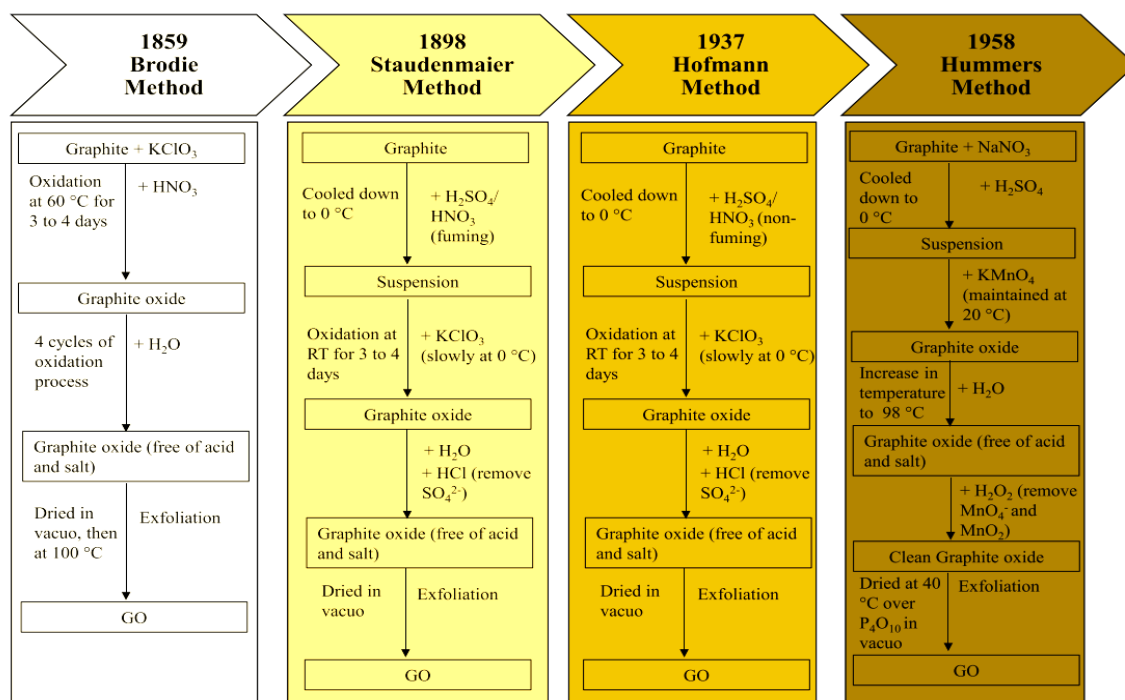 1859
Brodie
Method
Graphite + KClO₃
Oxidation
at 60 °C for
3 to 4 days
+ HNO₃
Graphite oxide
4 cycles of
oxidation
process
+ H₂O
Graphite oxide (free of acid
and salt)
Dried in
vacuo, then
at 100 °C
Exfoliation
GO
1898
Staudenmaier
Method
Graphite
Cooled down
to 0 °C
+ H₂SO₄/
HNO₃
(fuming)
Suspension
Oxidation at
RT for 3 to 4
days
+ KClO₃
(slowly at 0 °C)
Graphite oxide
+ H₂O
+ HCl (remove
SO₄²⁻)
Graphite oxide (free of acid
and salt)
Dried in
vacuo
Exfoliation
GO
1937
Hofmann
Method
Graphite
Cooled down
to 0 °C
+ H₂SO₄/
HNO₃ (non-
fuming)
Suspension
Oxidation at
RT for 3 to 4
days
+ KClO₃
(slowly at 0 °C)
Graphite oxide
+ H₂O
+ HCl (remove
SO₄²⁻)
Graphite oxide (free of acid
and salt)
Dried in
vacuo
Exfoliation
GO
1958
Hummers
Method
Graphite + NaNO₃
Cooled
down to
0 °C
+ H₂SO₄
Suspension
+ KMnO₄
(maintained at
20 °C)
Graphite oxide
Increase in
temperature
to 98 °C
+ H₂O
Graphite oxide (free of acid
and salt)
+ H₂O₂ (remove
MnO₄⁻ and
MnO₂)
Clean Graphite oxide
Dried at 40
°C over
P₄O₁₀ in
vacuo
Exfoliation
GO